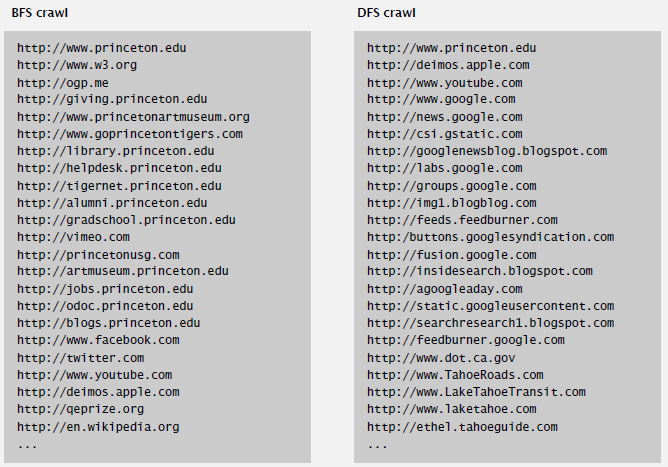 BFS crawl
http://www.princeton.edu
http://www.w3.org
http://ogp.me
http://giving.princeton.edu
http://www.princetonartmuseum.org
http://www.goprincetontigers.com
http://library.princeton.edu
http://helpdesk.princeton.edu
http://tigernet.princeton.edu
http://alumni.princeton.edu
http://gradschool.princeton.edu
http://vimeo.com
http://princetonusg.com
http://artmuseum.princeton.edu
http://jobs.princeton.edu
http://odoc.princeton.edu
http://blogs.princeton.edu
http://www.facebook.com
http://twitter.com
http://www.youtube.com
http://deimos.apple.com
http://qeprize.org
http://en.wikipedia.org
...
DFS crawl
http://www.princeton.edu
http://deimos.apple.com
http://www.youtube.com
http://www.google.com
http://news.google.com
http://csi.gstatic.com
http://googlenewsblog.blogspot.com
http://labs.google.com
http://groups.google.com
http://img1.blogblog.com
http://feeds.feedburner.com
http:/buttons.googlesyndication.com
http://fusion.google.com
http://insidesearch.blogspot.com
http://agoogleaday.com
http://static.googleusercontent.com
http://searchresearch1.blogspot.com
http://feedburner.google.com
http://www.dot.ca.gov
http://www.TahoeRoads.com
http://www.LakeTahoeTransit.com
http://www.laketahoe.com
http://ethel.tahoeguide.com
...